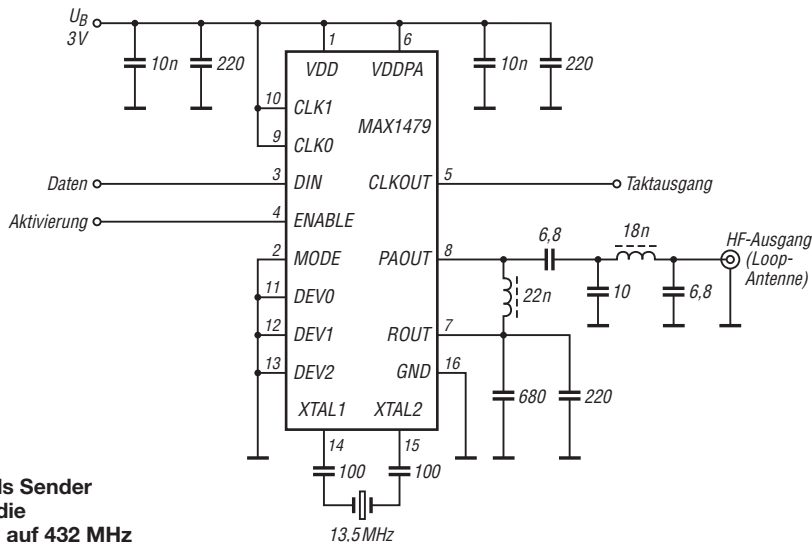 U_B
3V
10n
220
1
6
10n
220
VDD
VDDPA
MAX1479
10
CLK1
9
CLK0
Daten
3
DIN
CLKOUT
5
Taktausgang
Aktivierung
4
ENABLE
2
MODE
PAOUT
8
6,8
18n
HF-Ausgang
(Loop-
Antenne)
11
DEV0
22n
10
6,8
12
DEV1
ROUT
7
13
DEV2
GND
16
XTAL1
XTAL2
680
220
14
15
100
100
13,5MHz
ls Sender
die
auf 432 MHz